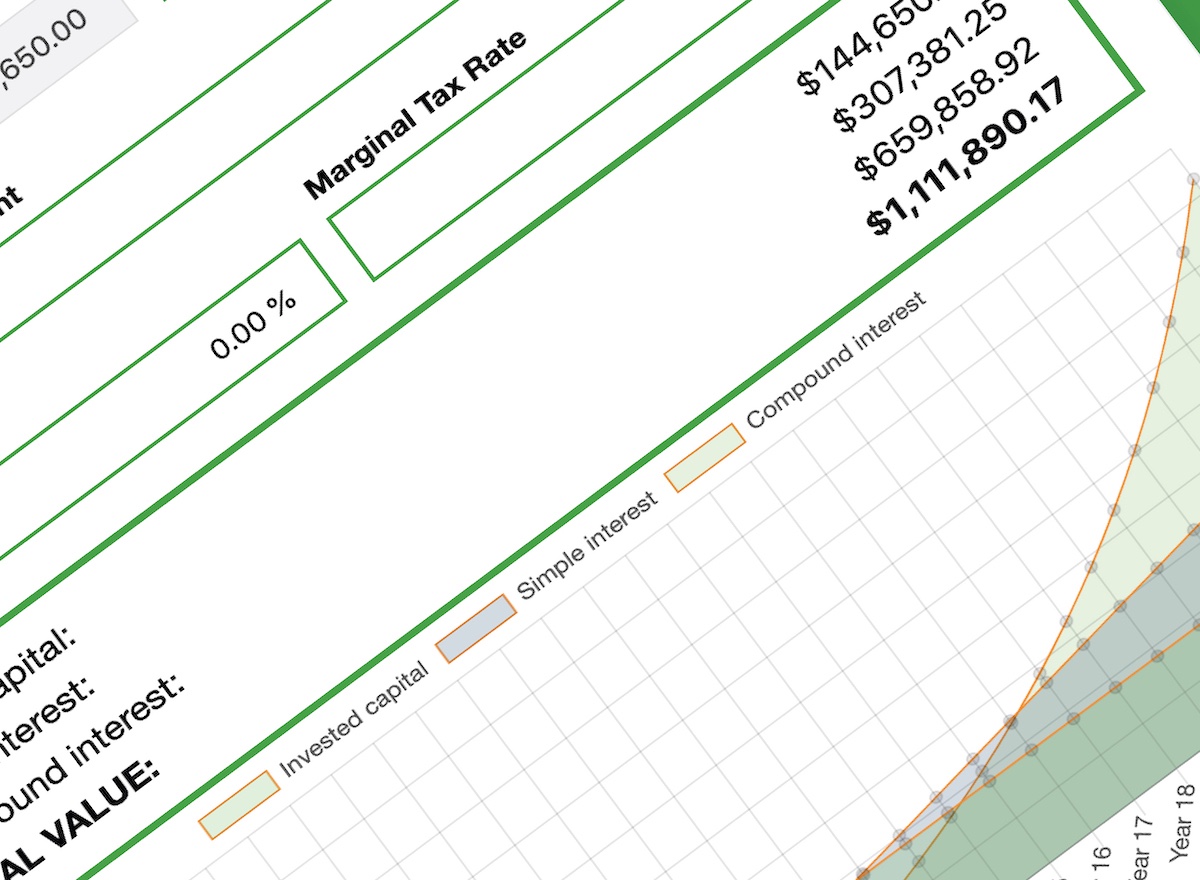 ,650.00
nt
Marginal Tax Rate
0.00 %
$144,650.
$307,381.25
$659,858.92
$1,111,890.17
apital:
nterest:
ound interest:
AL VALUE:
Invested capital
Simple interest
Compound interest
16
ear 17
Year 18